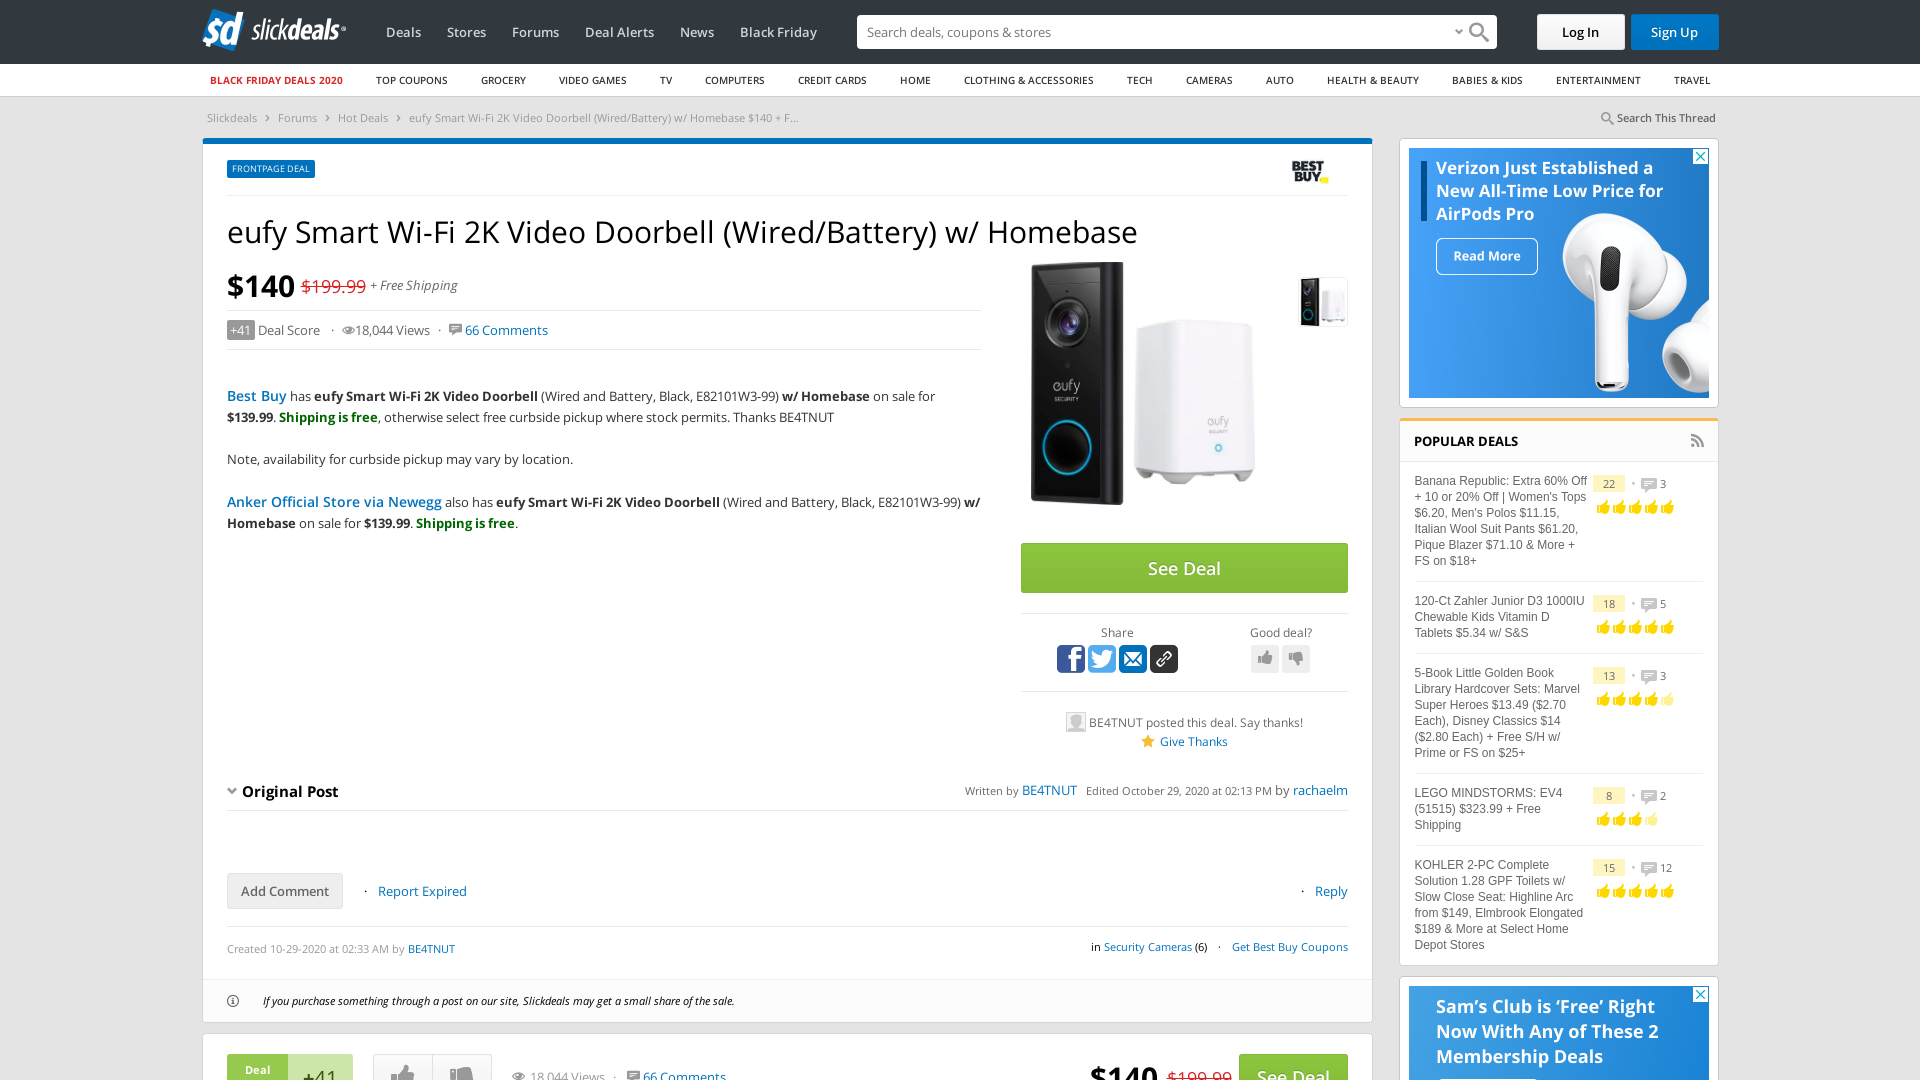 sd slickdeals
Deals Stores Forums Deal Alerts News Black Friday
Search deals, coupons & shopping
Log In Sign Up
BLACK FRIDAY DEALS 2020 TOP COUPONS GROCERY VIDEO GAMES TV COMPUTERS CREDIT CARDS HOME CLOTHING & ACCESSORIES TECH CAMERAS AUTO HEALTH & BEAUTY BABIES & KIDS ENTERTAINMENT TRAVEL
Slickdeals › Forums › Hot Deals › eufy Smart Wi-Fi 2K Video Doorbell (Wired/Battery) w/ Homebase $140 + F...
Search This Thread
FRONTPAGE DEAL
BEST BUY
eufy Smart Wi-Fi 2K Video Doorbell (Wired/Battery) w/ Homebase
$140 $199.99 + Free Shipping
+41 Deal Score · 18,044 Views · 66 Comments
Best Buy has eufy Smart Wi-Fi 2K Video Doorbell (Wired and Battery, Black, E82101W3-99) w/ Homebase on sale for
$139.99. Shipping is free, otherwise select free curbside pickup where stock permits. Thanks BE4TNUT
Note, availability for curbside pickup may vary by location.
Anker Official Store via Newegg also has eufy Smart Wi-Fi 2K Video Doorbell (Wired and Battery, Black, E82101W3-99) w/
Homebase on sale for $139.99. Shipping is free.
eufy
SECURITY
eufy
See Deal
Share
Good deal?
BE4TNUT posted this deal. Say thanks!
Give Thanks
Original Post
Written by BE4TNUT Edited October 29, 2020 at 02:13 PM by rachaelm
Add Comment · Report Expired
· Reply
Created 10-29-2020 at 02:33 AM by BE4TNUT
in Security Cameras (6) · Get Best Buy Coupons
If you purchase something through a post on our site, Slickdeals may get a small share of the sale.
Deal
+41
18,044 Views · 66 Comments
$140 $199.99
See Deal
Verizon Just Established a
New All-Time Low Price for
AirPods Pro
Read More
POPULAR DEALS
Banana Republic: Extra 60% Off
+ 10 or 20% Off | Women's Tops
$6.20, Men's Polos $11.15,
Italian Wool Suit Pants $61.20,
Pique Blazer $71.10 & More +
FS on $18+
22 • 3
120-Ct Zahler Junior D3 1000IU
Chewable Kids Vitamin D
Tablets $5.34 w/ S&S
18 • 5
5-Book Little Golden Book
Library Hardcover Sets: Marvel
Super Heroes $13.49 ($2.70
Each), Disney Classics $14
($2.80 Each) + Free S/H w/
Prime or FS on $25+
13 • 3
LEGO MINDSTORMS: EV4
(51515) $323.99 + Free
Shipping
8 • 2
KOHLER 2-PC Complete
Solution 1.28 GPF Toilets w/
Slow Close Seat: Highline Arc
from $149, Elmbrook Elongated
$189 & More at Select Home
Depot Stores
15 • 12
Sam's Club is ‘Free’ Right
Now With Any of These 2
Membership Deals